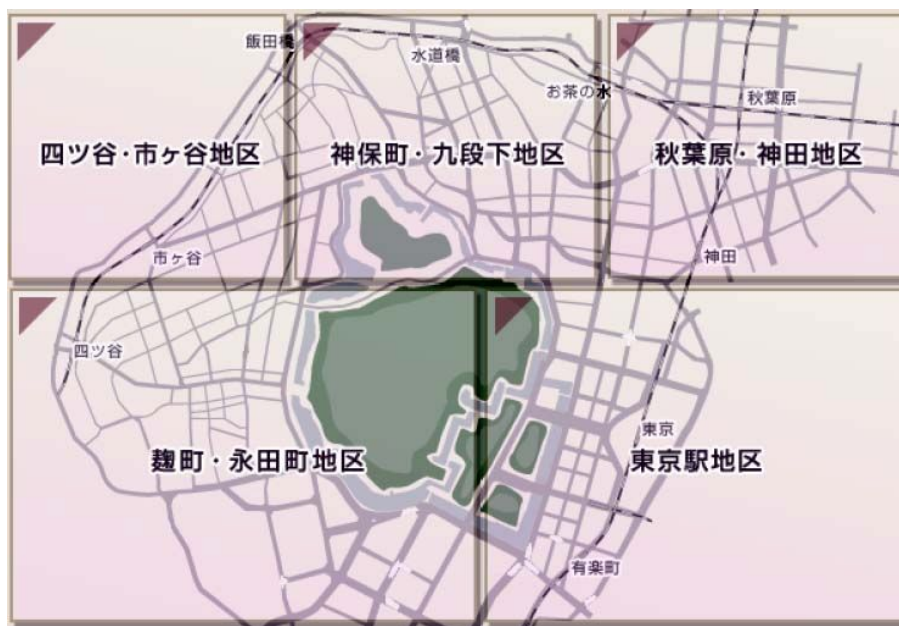 飯田橋
水道橋
お茶の水
秋葉原
四ツ谷・市ヶ谷地区
神保町・九段下地区
秋葉原・神田地区
市ヶ谷
神田
四ツ谷
東京
麹町・永田町地区
東京駅地区
有楽町